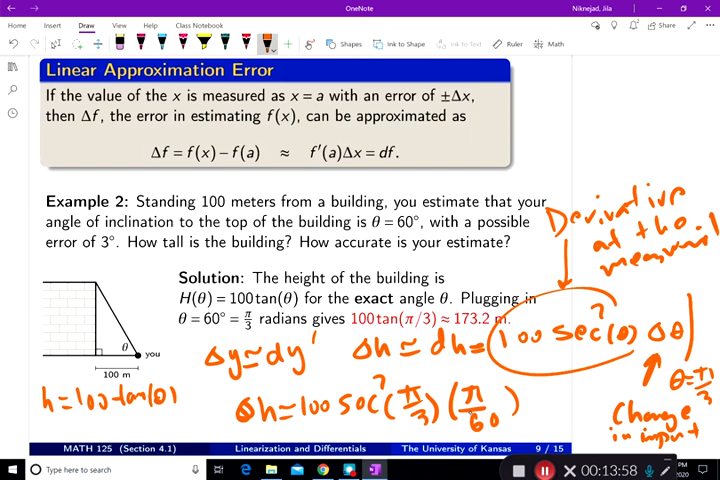 OneNote
Niknejad, Jila
Home Insert Draw View Help Class Notebook
Share
Shapes Ink to Shape Ink to Text Ruler Math
Linear Approximation Error
If the value of the x is measured as x = a with an error of ±Δx,
then Δf, the error in estimating f(x), can be approximated as
Δf = f(x) − f(a) ≈ f′(a)Δx = df.
Example 2: Standing 100 meters from a building, you estimate that your
angle of inclination to the top of the building is θ = 60°, with a possible
error of 3°. How tall is the building? How accurate is your estimate?
Derivative
at the
measured
Solution: The height of the building is
H(θ) = 100 tan(θ) for the exact angle θ. Plugging in
θ = 60° = π/3 radians gives 100 tan(π/3) ≈ 173.2 m.
θ
you
100 m
h = 100 tan(θ)
Δy ≃ dy
Δh ≃ dh = 100 sec²(θ) Δθ |
θ = π/3
Δh = 100 sec²(π/3)(π/60)
Change
in input
MATH 125 (Section 4.1) Linearization and Differentials The University of Kansas 9 / 15
Type here to search
00:13:58
PM
2020